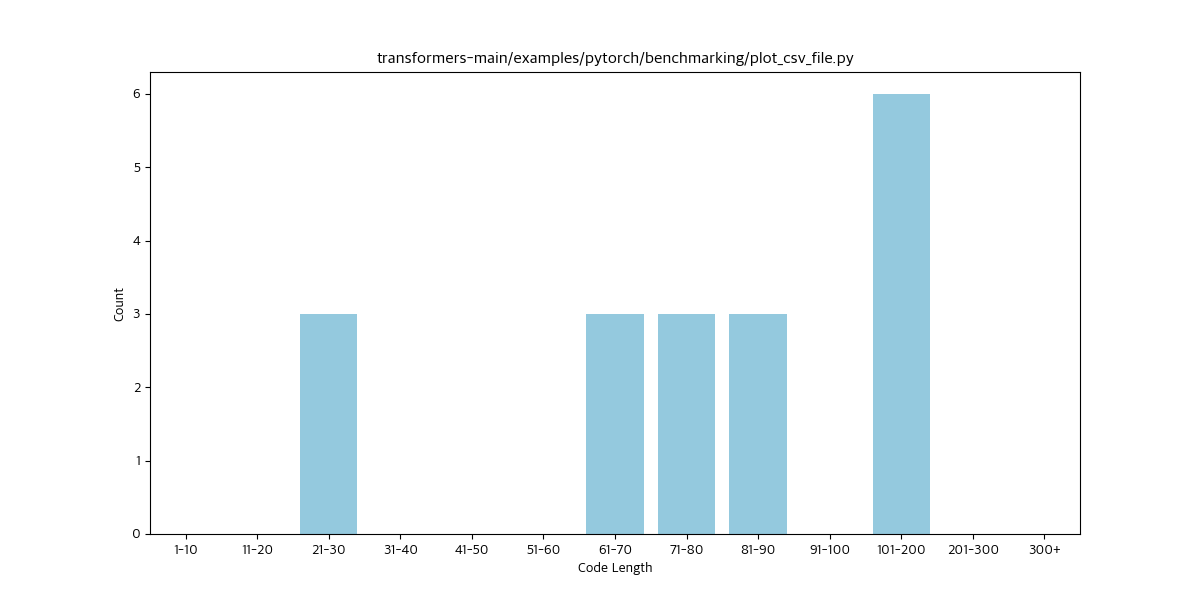 transformers-main/examples/pytorch/benchmarking/plot_csv_file.py
6
5
4
3
2
1
0
Count
1-10 11-20 21-30 31-40 41-50 51-60 61-70 71-80 81-90 91-100 101-200 201-300 300+
Code Length